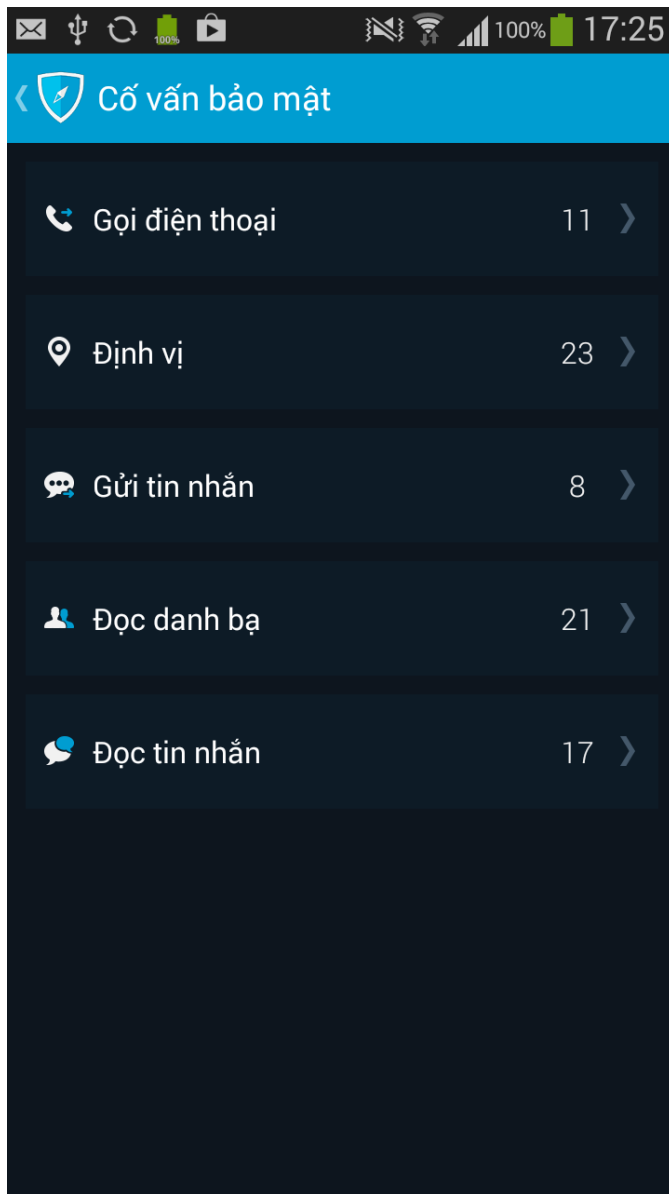 100% 100% 17:25
Cố vấn bảo mật
Gọi điện thoại 11
Định vị 23
Gửi tin nhắn 8
Đọc danh bạ 21
Đọc tin nhắn 17